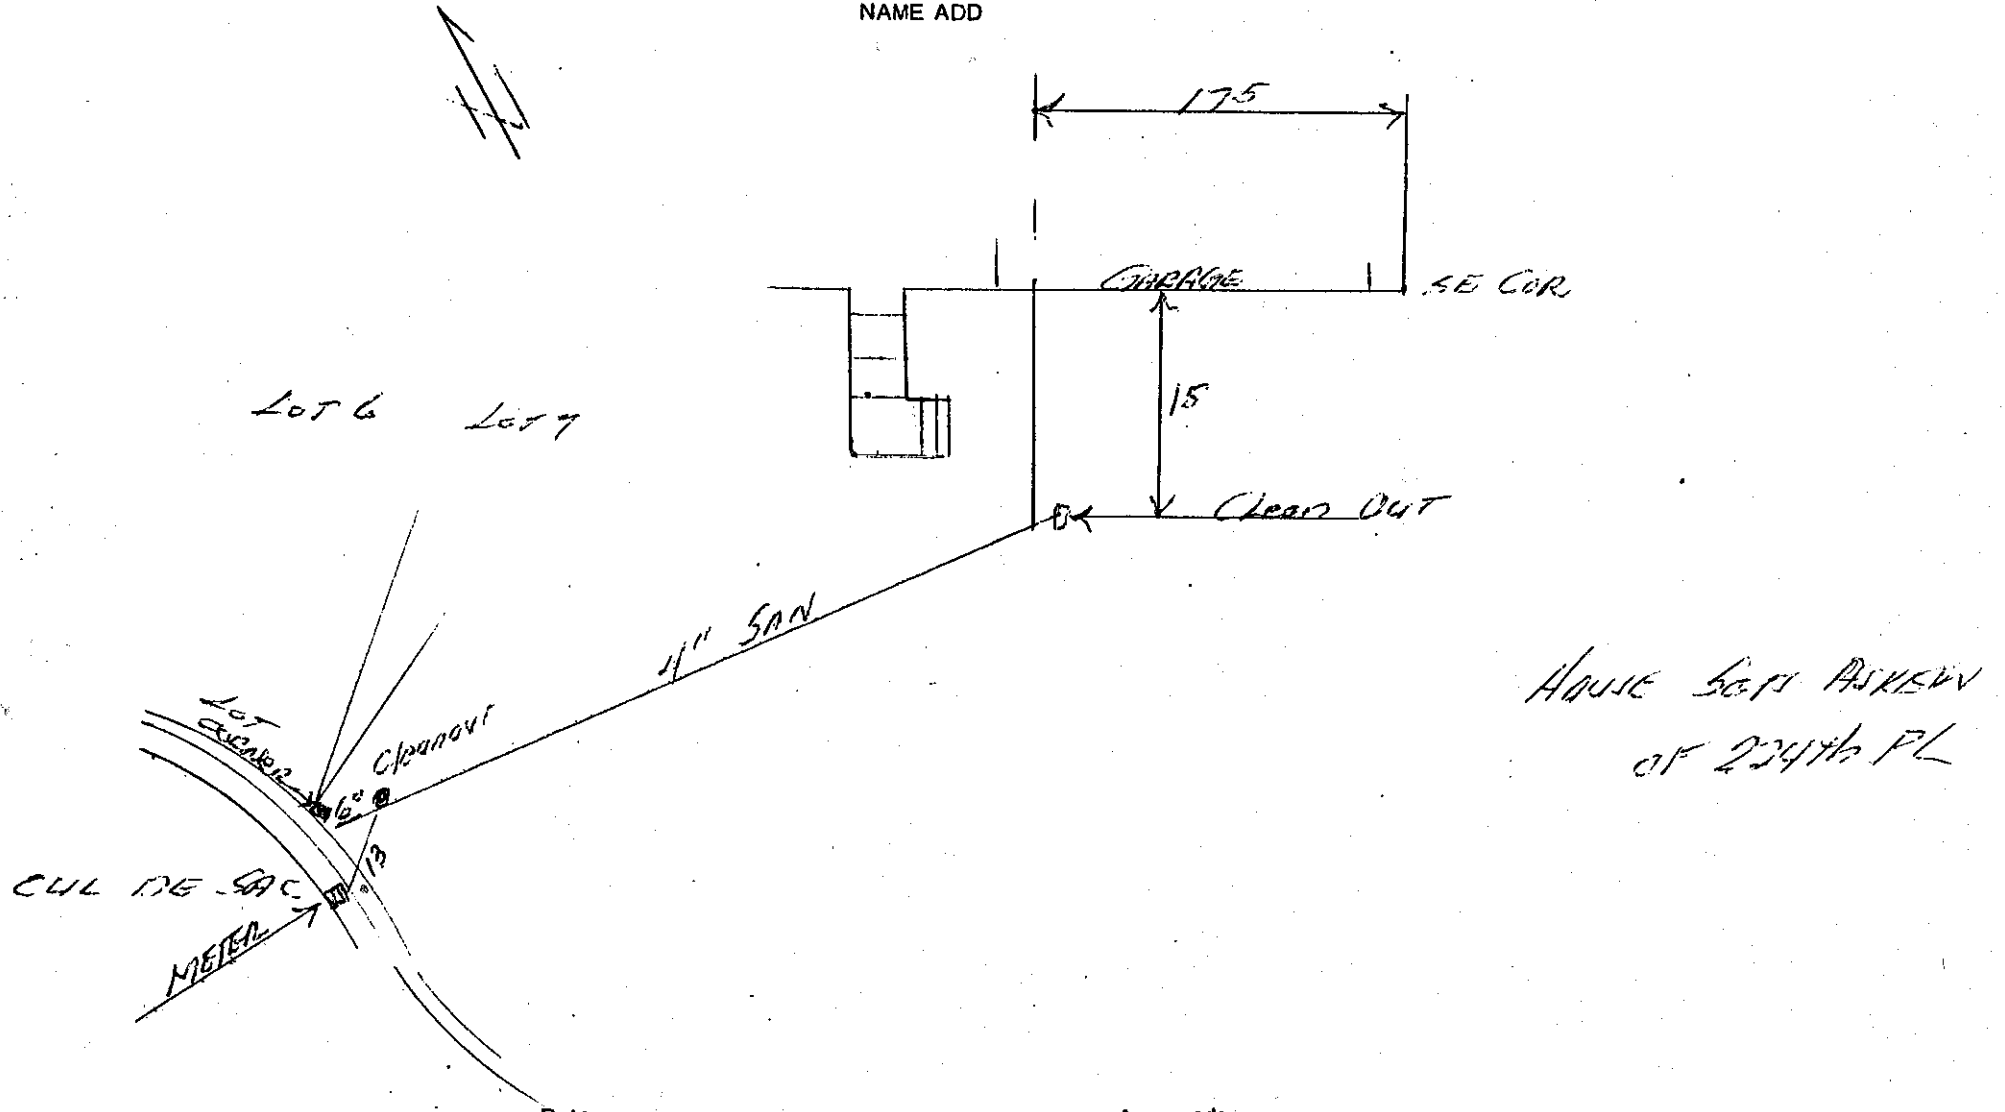 NAME ADD
175
GARAGE
SE COR
15
LOT 6
LOT 7
Clean OUT
4" SAN
HOUSE SETS ASKEW
OF 224th PL
LOT
CORNER
Cleanout
6"
13
CUL DE SAC
METER